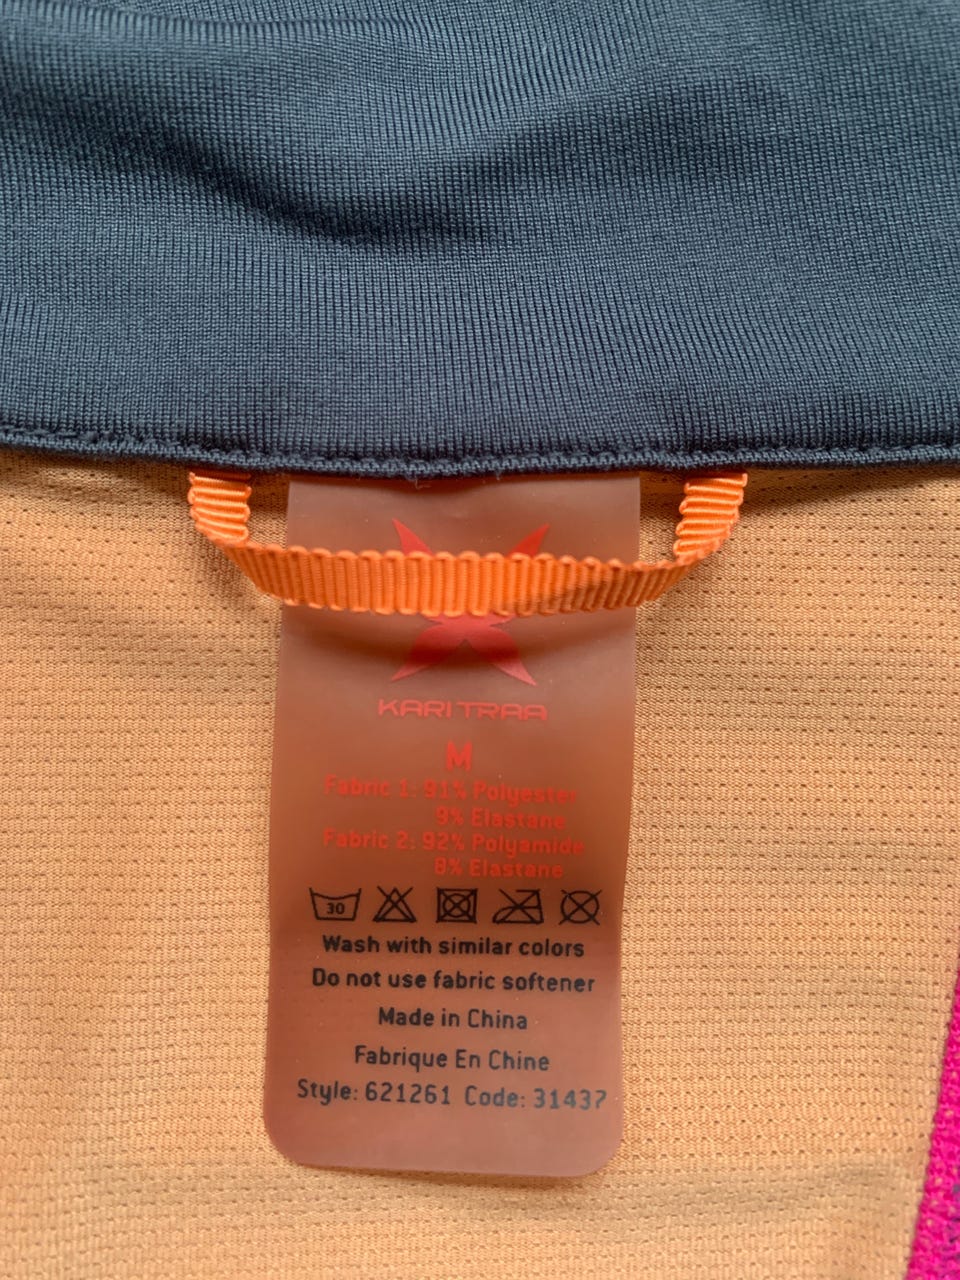 KARI TRAA
M
Fabric 1: 91% Polyester
9% Elastane
Fabric 2: 92% Polyamide
8% Elastane
30
Wash with similar colors
Do not use fabric softener
Made in China
Fabrique En Chine
Style: 621261 Code: 31437